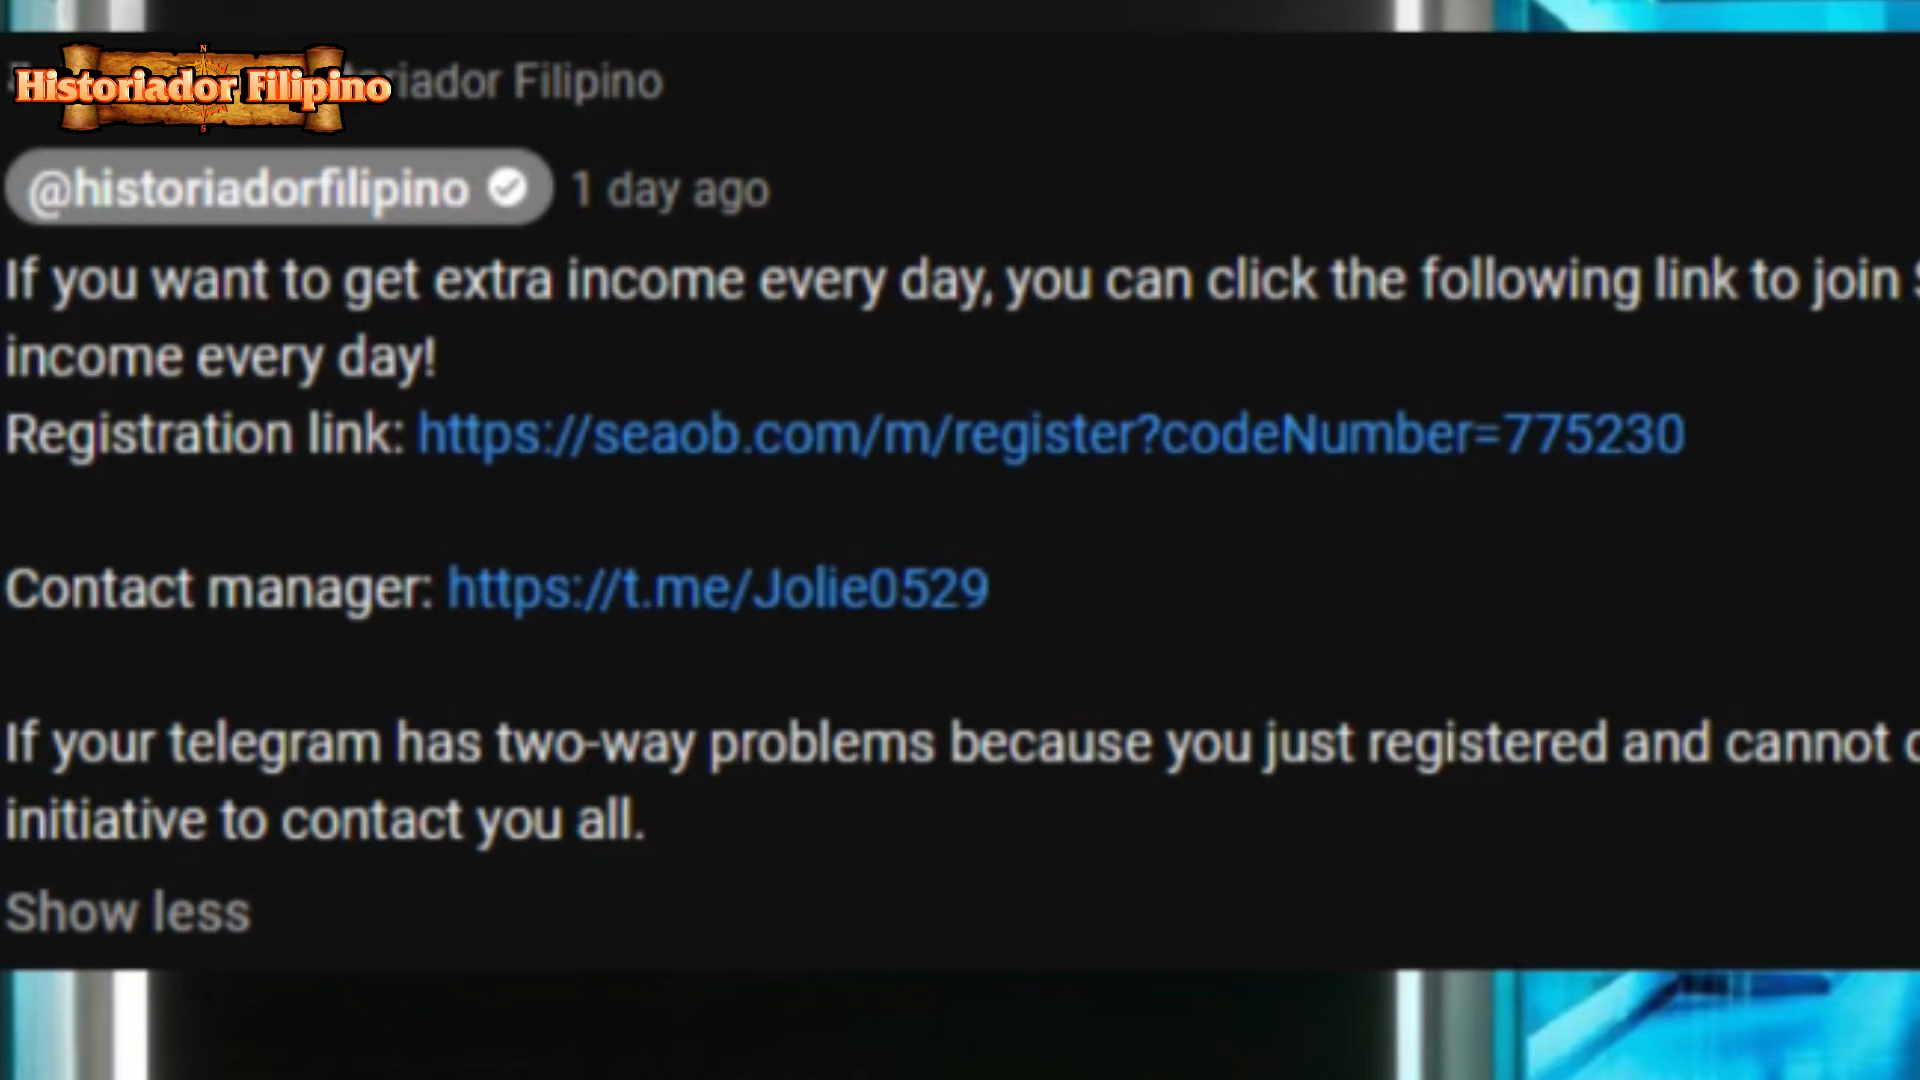 Historiador Filipino
riador Filipino
N
S
@historiadorfilipino 1 day ago
If you want to get extra income every day, you can click the following link to join
income every day!
Registration link: https://seaob.com/m/register?codeNumber=775230
Contact manager: https://t.me/Jolie0529
If your telegram has two-way problems because you just registered and cannot
initiative to contact you all.
Show less